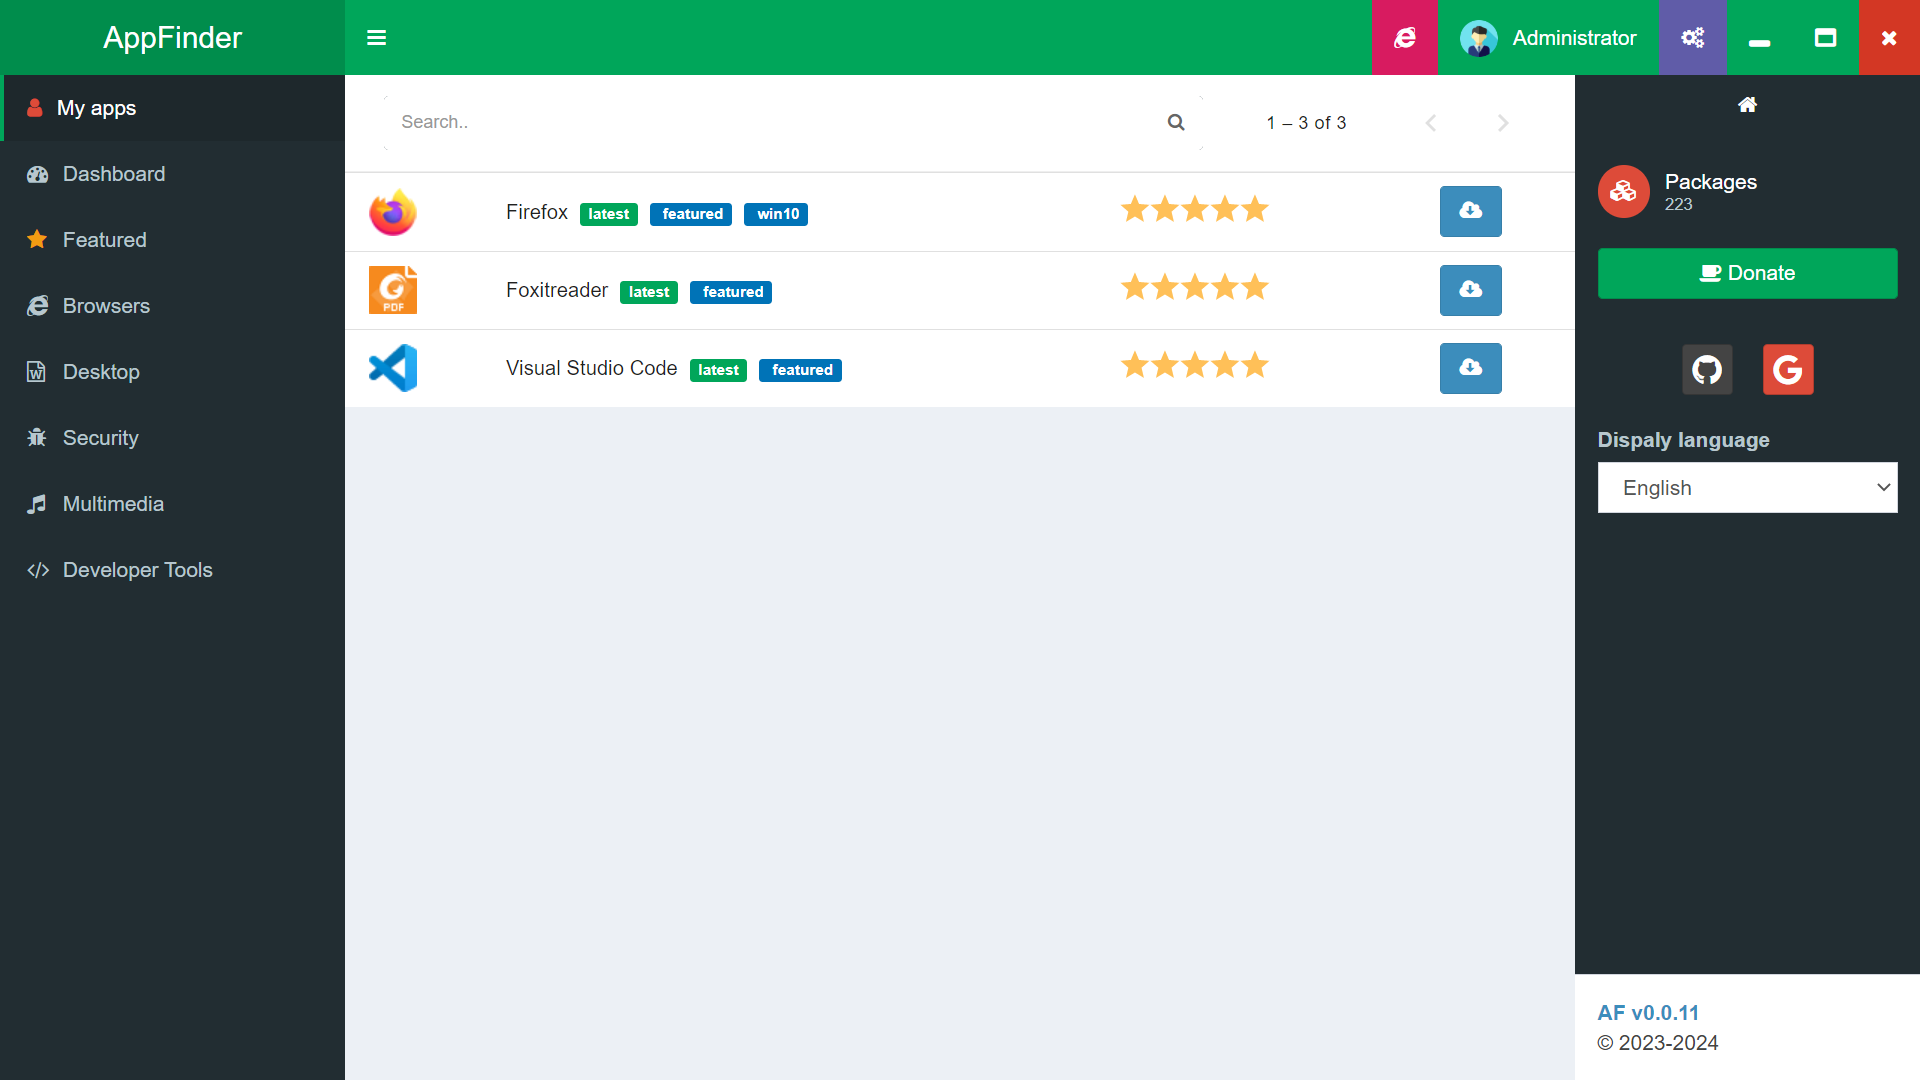 AppFinder
Administrator
My apps
Dashboard
Featured
Browsers
Desktop
Security
Multimedia
Developer Tools
Search..
1 – 3 of 3
Firefox latest featured win10
PDF
Foxitreader latest featured
Visual Studio Code latest featured
Packages
223
Donate
Dispaly language
English
AF v0.0.11
© 2023-2024